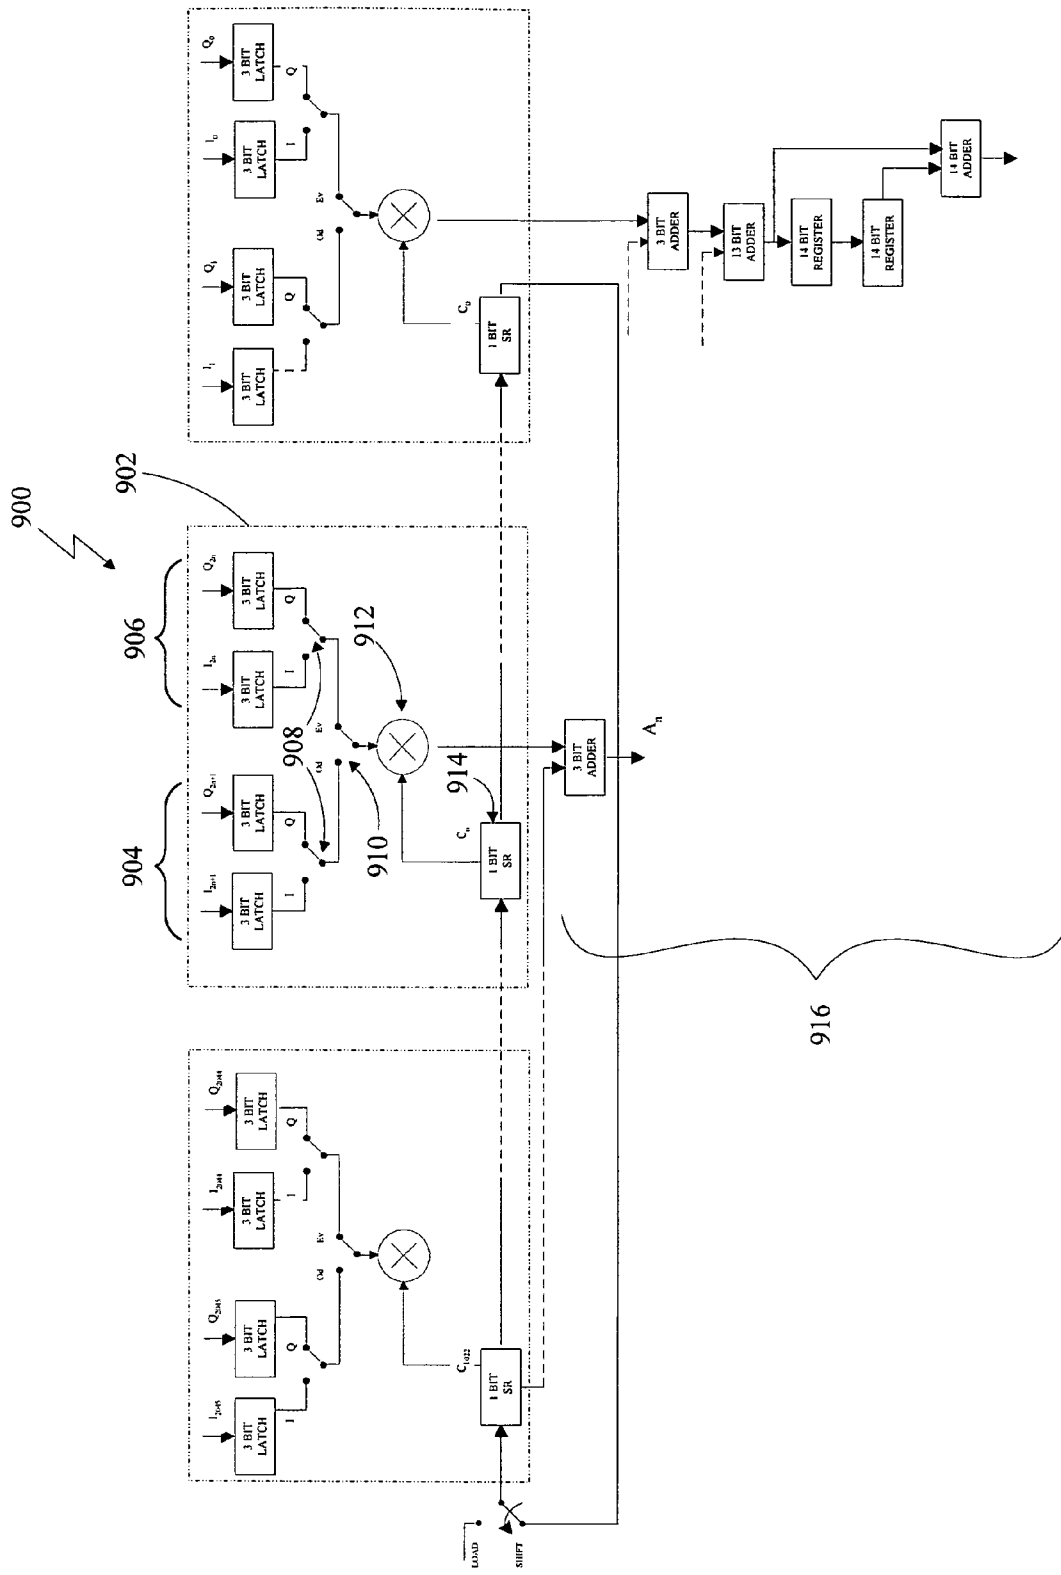 900
902
904
906
908
910
912
914
916
LOAD
SHIFT
I2045
3 BIT
LATCH
I
Q2045
3 BIT
LATCH
Q
I2044
3 BIT
LATCH
I
Q2044
3 BIT
LATCH
Q
Od
Ev
C1022
1 BIT
SR
I2n+1
3 BIT
LATCH
I
Q2n+1
3 BIT
LATCH
Q
I2n
3 BIT
LATCH
I
Q2n
3 BIT
LATCH
Q
Od
Ev
Cn
1 BIT
SR
3 BIT
ADDER
An
I1
3 BIT
LATCH
I
Q1
3 BIT
LATCH
Q
I0
3 BIT
LATCH
I
Q0
3 BIT
LATCH
Q
Od
Ev
C0
1 BIT
SR
3 BIT
ADDER
13 BIT
ADDER
14 BIT
REGISTER
14 BIT
REGISTER
14 BIT
ADDER